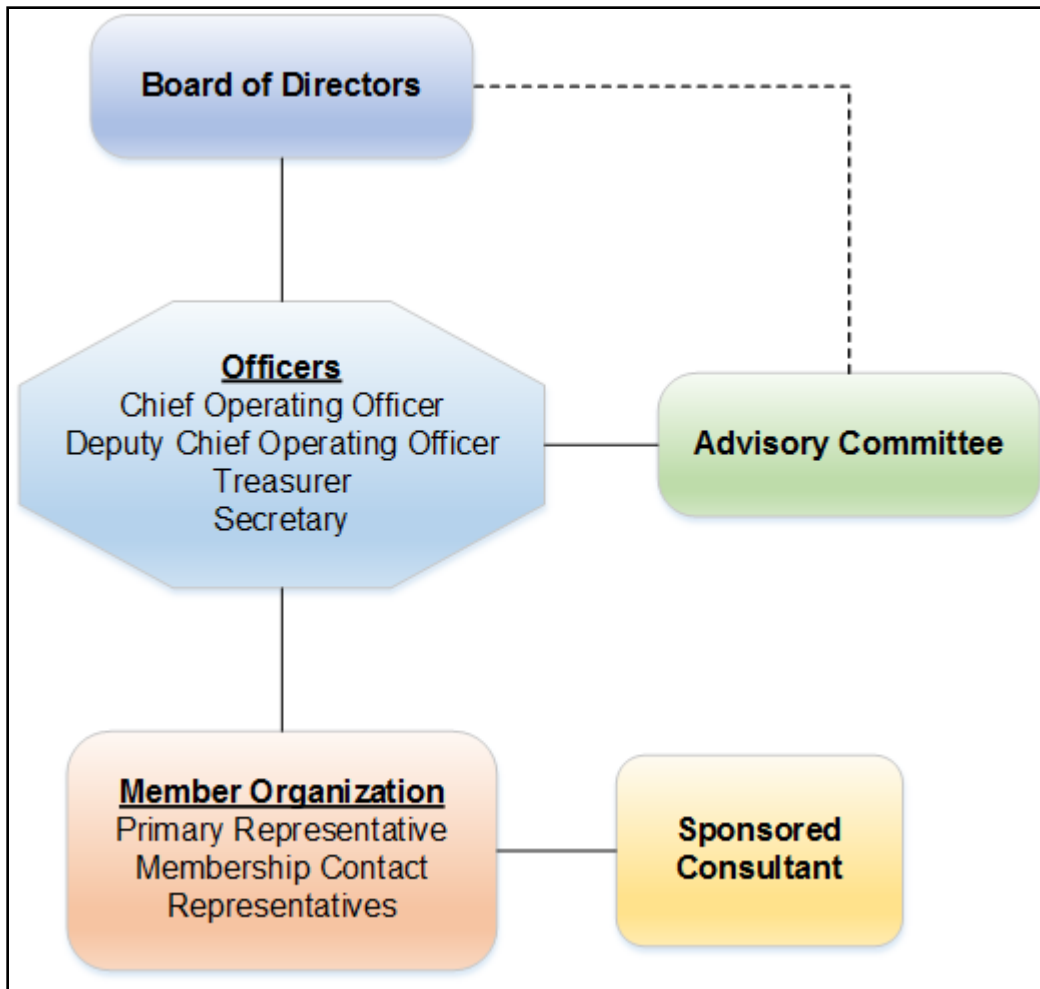 Board of Directors
Officers
Chief Operating Officer
Deputy Chief Operating Officer
Treasurer
Secretary
Advisory Committee
Member Organization
Primary Representative
Membership Contact
Representatives
Sponsored
Consultant